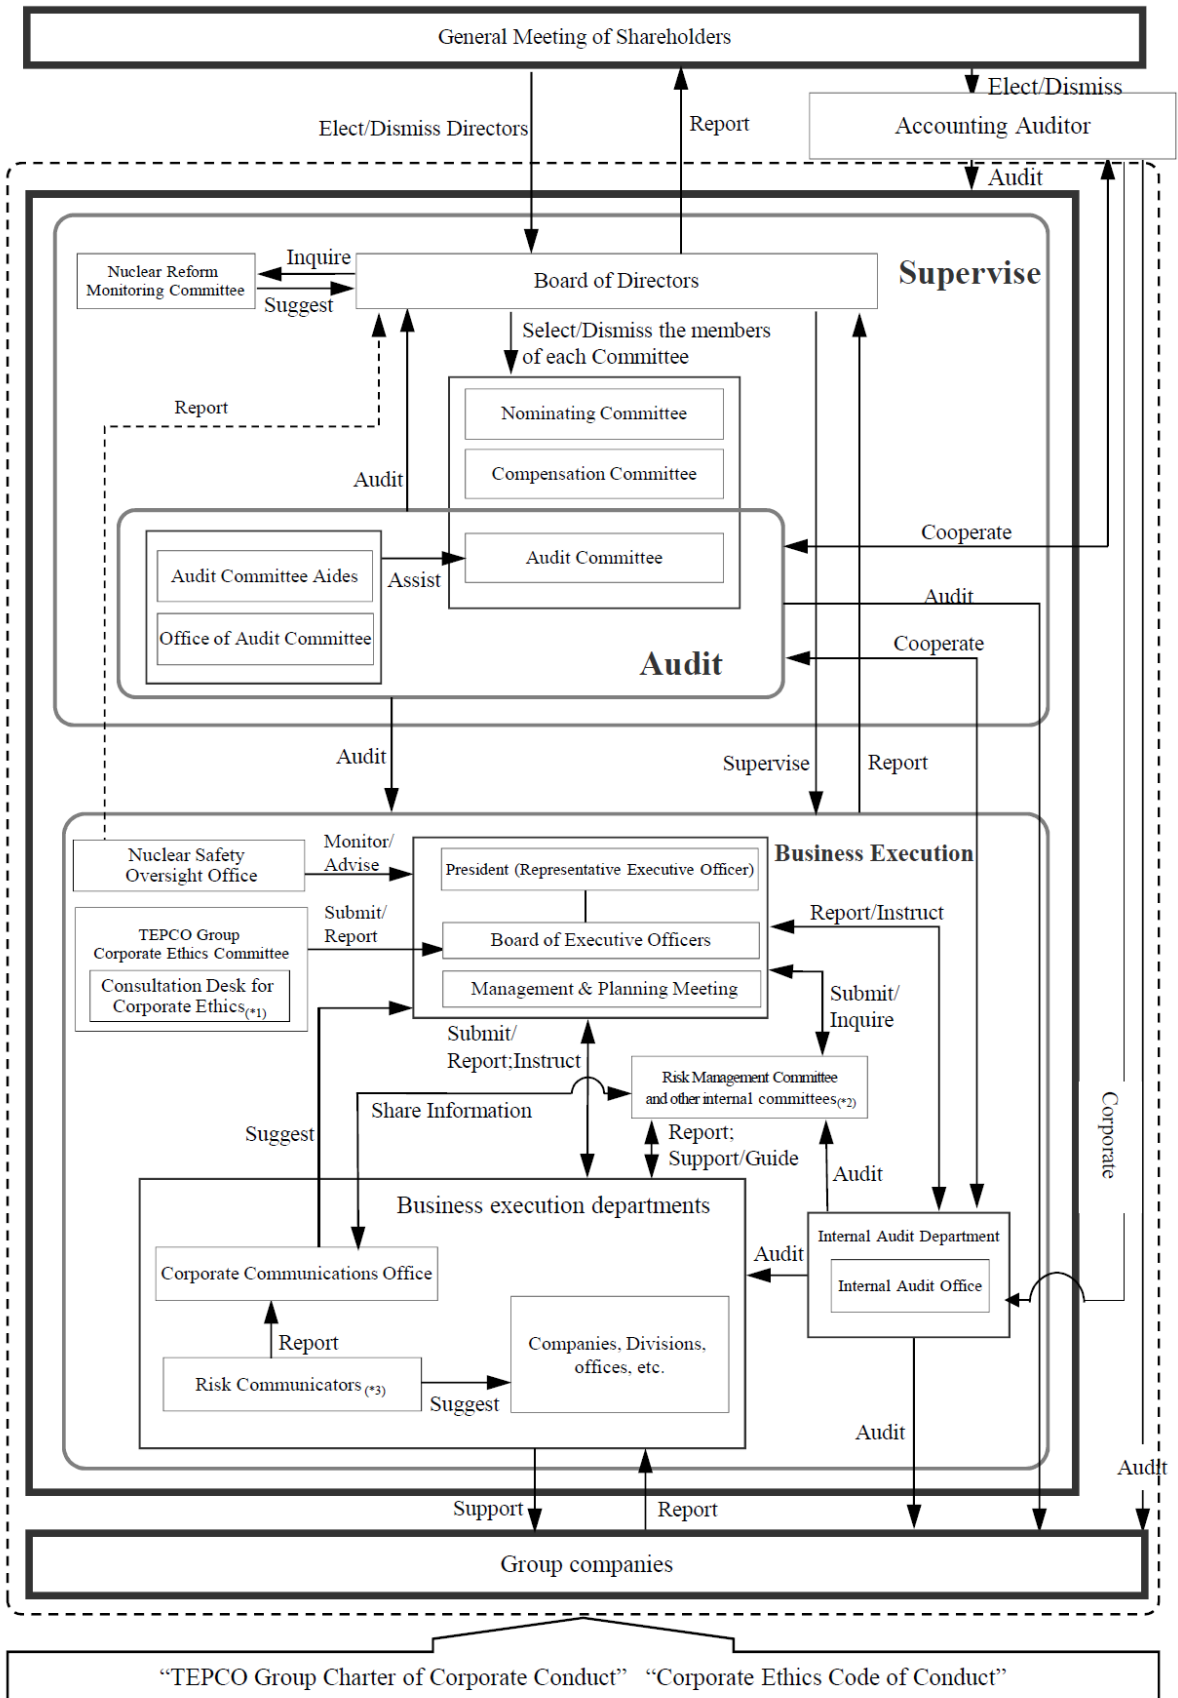 General Meeting of Shareholders
Elect/Dismiss
Elect/Dismiss Directors
Report
Accounting Auditor
Audit
Supervise
Nuclear Reform
Monitoring Committee
Inquire
Suggest
Board of Directors
Select/Dismiss the members
of each Committee
Report
Nominating Committee
Compensation Committee
Audit
Audit Committee
Cooperate
Audit Committee Aides
Assist
Office of Audit Committee
Audit
Cooperate
Audit
Audit
Supervise
Report
Business Execution
Nuclear Safety
Oversight Office
Monitor/
Advise
President (Representative Executive Officer)
TEPCO Group
Corporate Ethics Committee
Submit/
Report
Board of Executive Officers
Report/Instruct
Consultation Desk for
Corporate Ethics(*1)
Management & Planning Meeting
Submit/
Inquire
Submit/
Report;Instruct
Risk Management Committee
and other internal committees(*2)
Share Information
Suggest
Report;
Support/Guide
Audit
Corporate
Business execution departments
Internal Audit Department
Internal Audit Office
Audit
Corporate Communications Office
Report
Companies, Divisions,
offices, etc.
Risk Communicators (*3)
Suggest
Audit
Audit
Support
Report
Group companies
“TEPCO Group Charter of Corporate Conduct” “Corporate Ethics Code of Conduct”